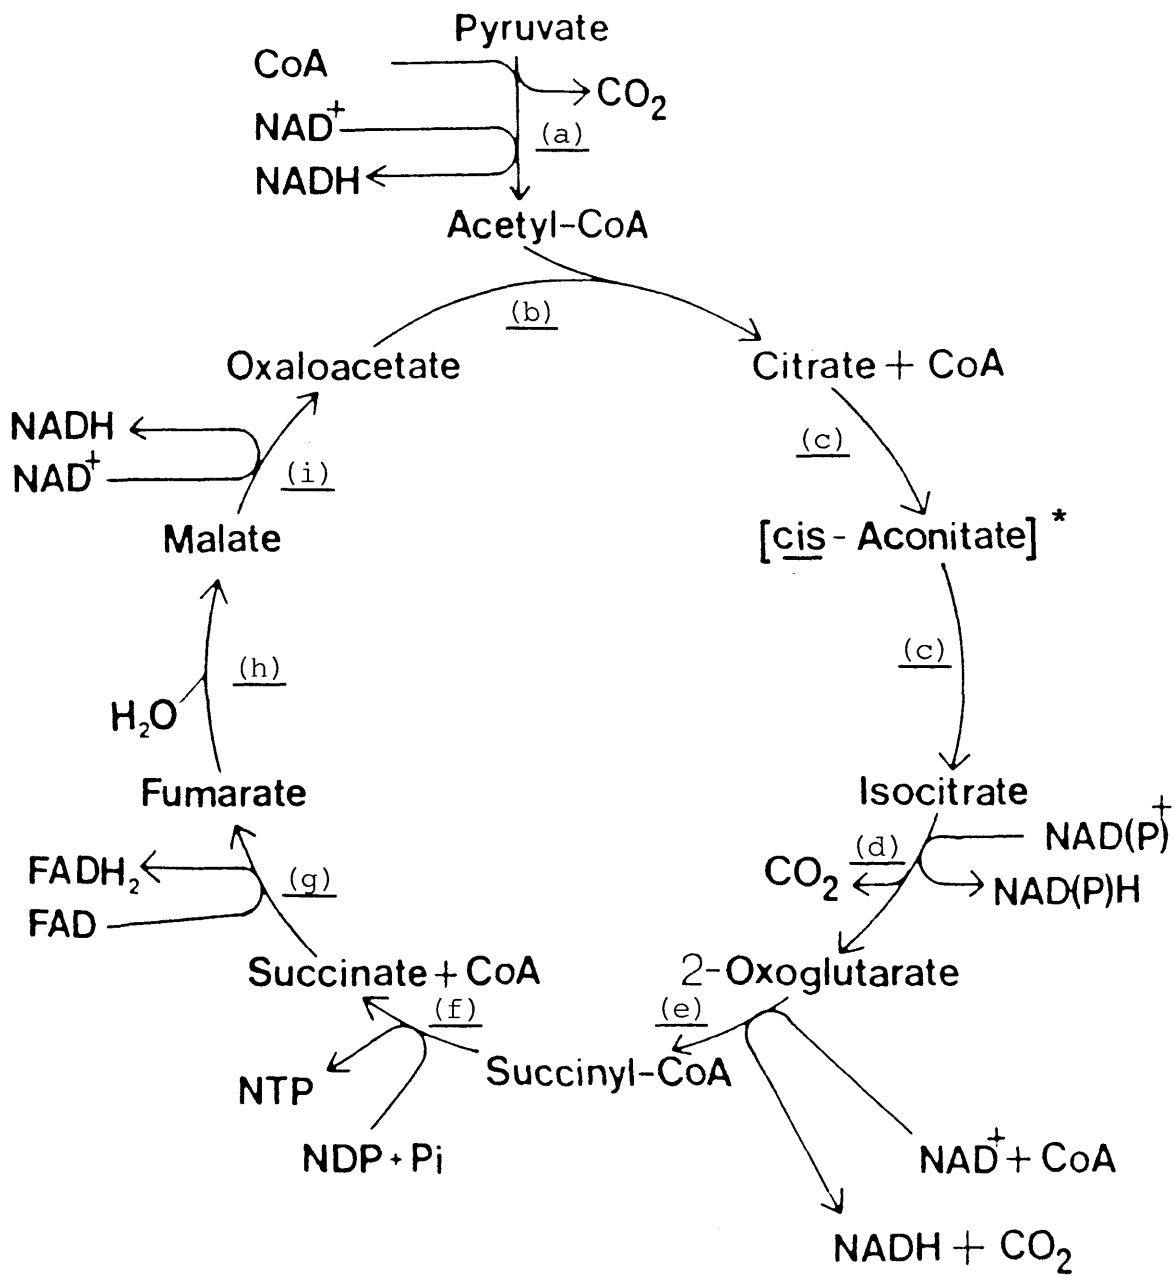 Pyruvate
CoA
CO2
NAD+
(a)
NADH
Acetyl-CoA
(b)
Oxaloacetate
Citrate + CoA
NADH
(c)
NAD+
(i)
Malate
[cis - Aconitate] *
(c)
(h)
H2O
Fumarate
Isocitrate
NAD(P)+
(d)
FADH2
(g)
CO2
NAD(P)H
FAD
Succinate + CoA
2-Oxoglutarate
(f)
(e)
Succinyl-CoA
NTP
NDP + Pi
NAD+ + CoA
NADH + CO2